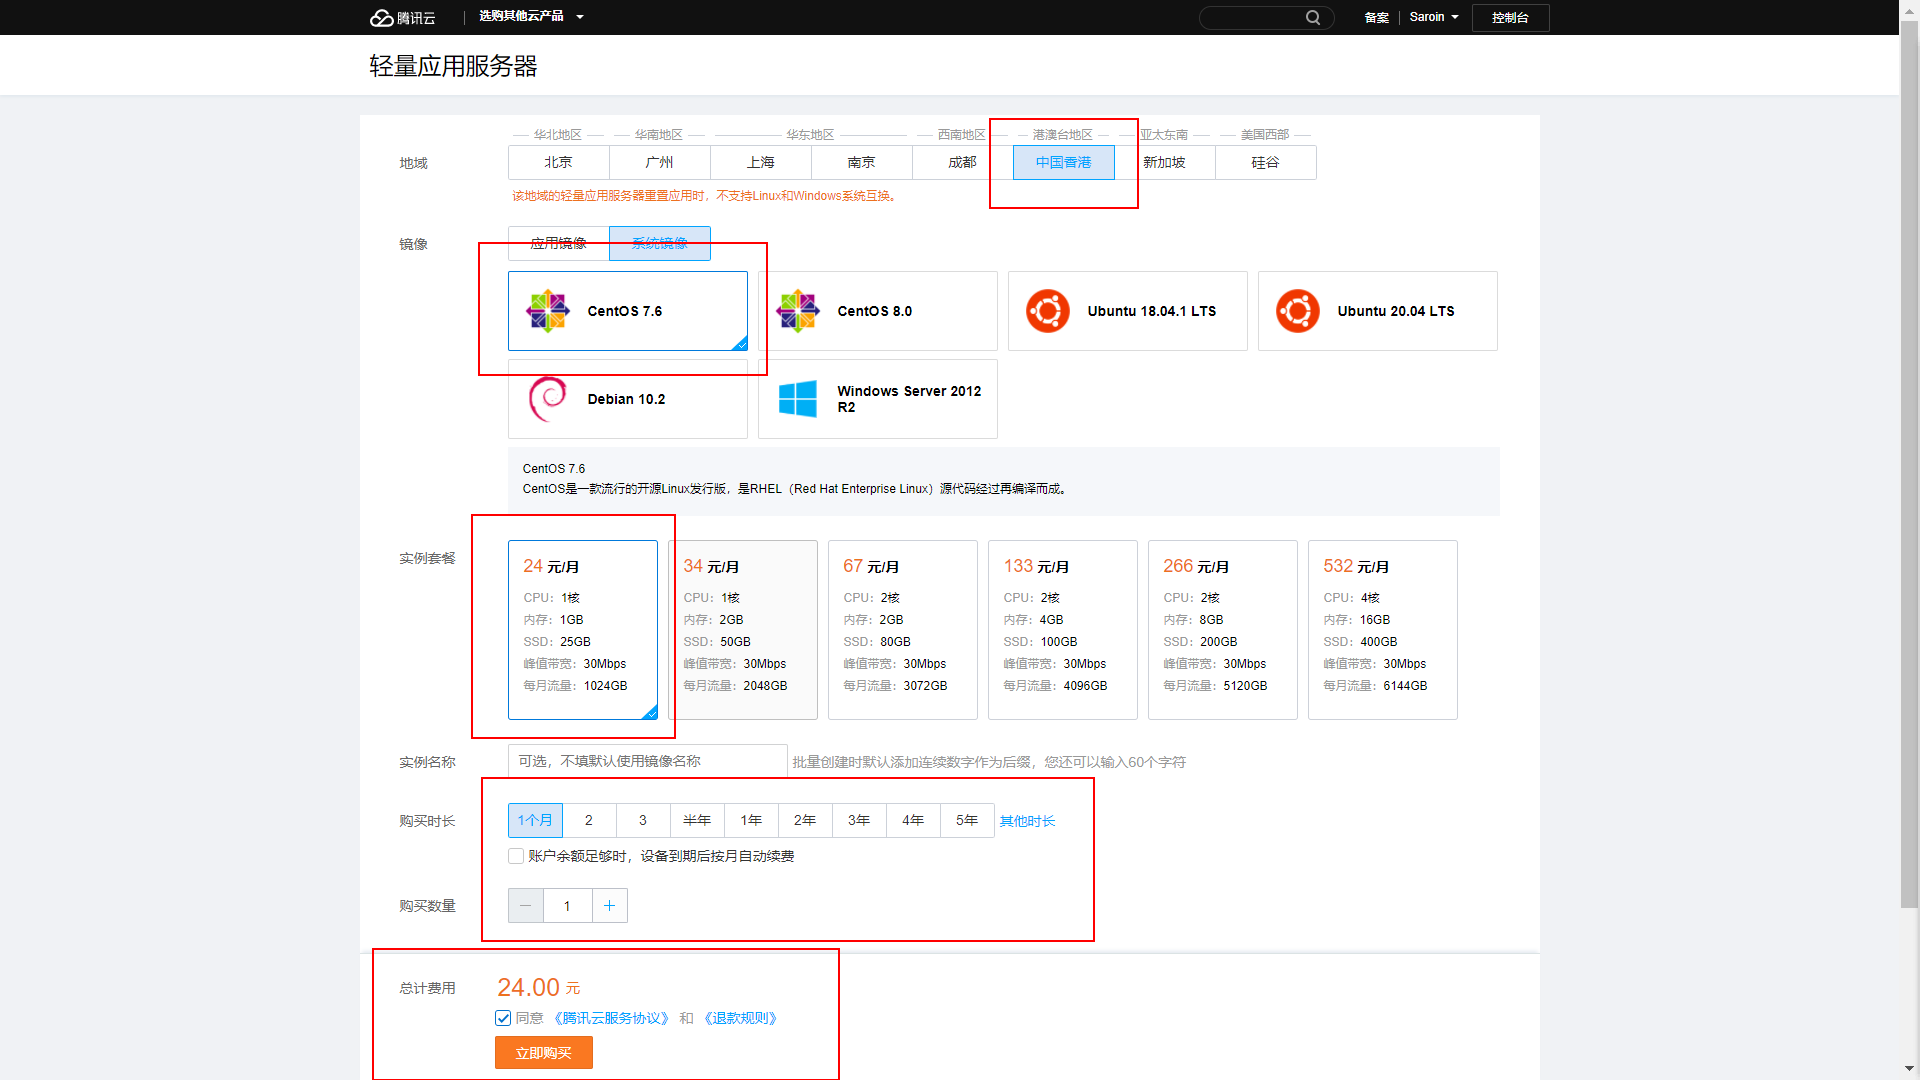 腾讯云 选购其他云产品 备案 Saroin 控制台
轻量应用服务器
华北地区 华南地区 华东地区 西南地区 港澳台地区 亚太东南 美国西部
地域 北京 广州 上海 南京 成都 中国香港 新加坡 硅谷
该地域的轻量应用服务器重置应用时，不支持Linux和Windows系统互换。
镜像 应用镜像 系统镜像
CentOS 7.6 CentOS 8.0 Ubuntu 18.04.1 LTS Ubuntu 20.04 LTS
Debian 10.2 Windows Server 2012 R2
CentOS 7.6
CentOS是一款流行的开源Linux发行版，是RHEL（Red Hat Enterprise Linux）源代码经过再编译而成。
实例套餐 24 元/月 34 元/月 67 元/月 133 元/月 266 元/月 532 元/月
CPU：1核 CPU：1核 CPU：2核 CPU：2核 CPU：2核 CPU：4核
内存：1GB 内存：2GB 内存：2GB 内存：4GB 内存：8GB 内存：16GB
SSD：25GB SSD：50GB SSD：80GB SSD：100GB SSD：200GB SSD：400GB
峰值带宽：30Mbps 峰值带宽：30Mbps 峰值带宽：30Mbps 峰值带宽：30Mbps 峰值带宽：30Mbps 峰值带宽：30Mbps
每月流量：1024GB 每月流量：2048GB 每月流量：3072GB 每月流量：4096GB 每月流量：5120GB 每月流量：6144GB
实例名称 可选，不填默认使用镜像名称 批量创建时默认添加连续数字作为后缀，您还可以输入60个字符
购买时长 1个月 2 3 半年 1年 2年 3年 4年 5年 其他时长
账户余额足够时，设备到期后按月自动续费
购买数量 1
总计费用 24.00 元
同意 《腾讯云服务协议》 和 《退款规则》
立即购买